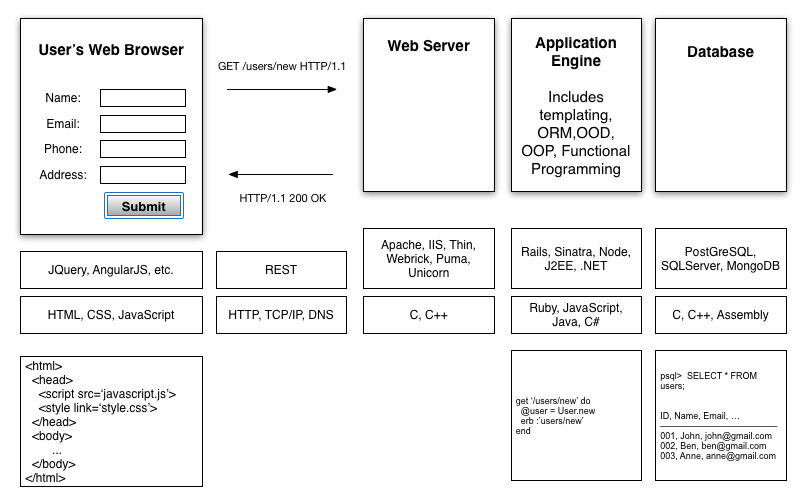 User's Web Browser
Name:
Email:
Phone:
Address:
Submit
GET /users/new HTTP/1.1
HTTP/1.1 200 OK
Web Server
Application
Engine
Includes
templating,
ORM,OOD,
OOP, Functional
Programming
Database
JQuery, AngularJS, etc.
REST
Apache, IIS, Thin,
Webrick, Puma,
Unicorn
Rails, Sinatra, Node,
J2EE, .NET
PostGreSQL,
SQLServer, MongoDB
HTML, CSS, JavaScript
HTTP, TCP/IP, DNS
C, C++
Ruby, JavaScript,
Java, C#
C, C++, Assembly
<html>
<head>
<script src='javascript.js'>
<style link='style.css'>
</head>
<body>
...
</body>
</html>
get '/users/new' do
@user = User.new
erb :'users/new'
end
psql> SELECT * FROM
users;
ID, Name, Email, …
001, John, john@gmail.com
002, Ben, ben@gmail.com
003, Anne, anne@gmail.com